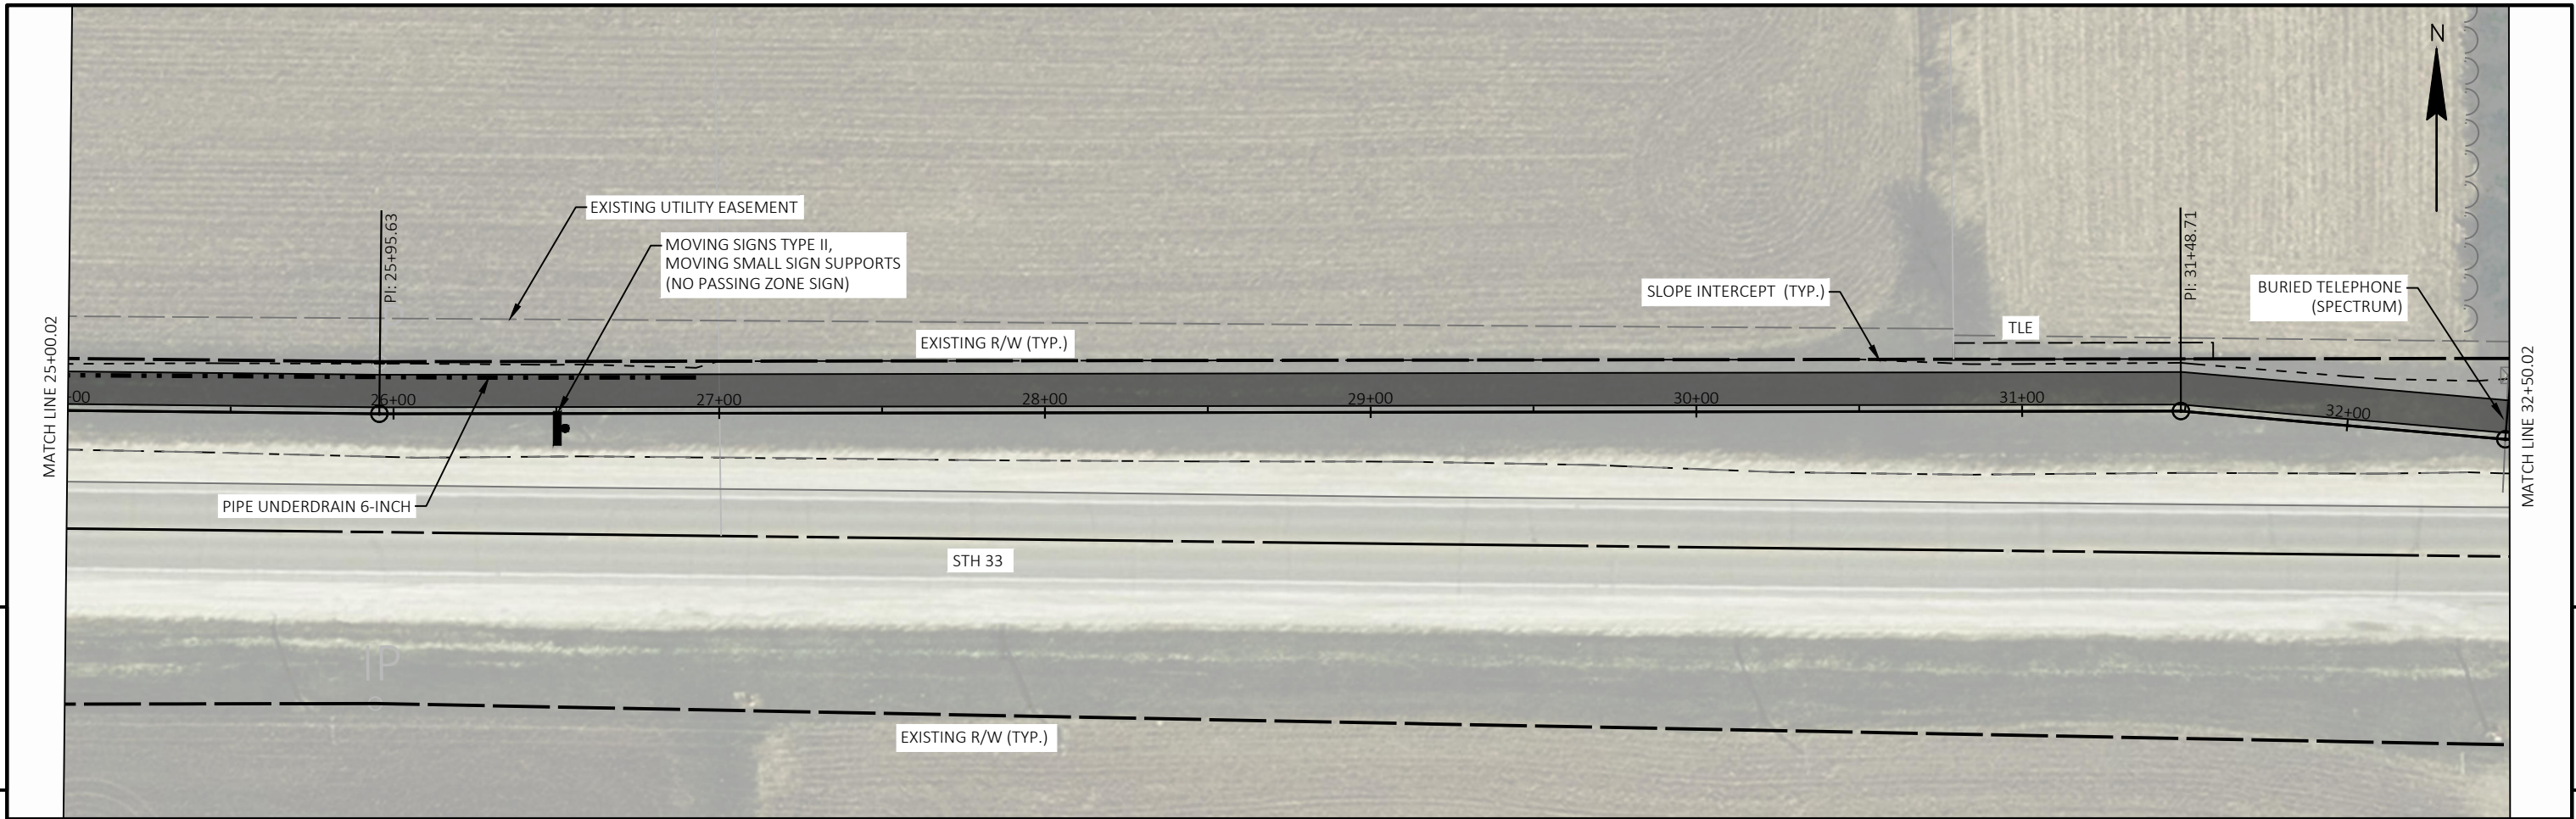 N
EXISTING UTILITY EASEMENT
MOVING SIGNS TYPE II,
MOVING SMALL SIGN SUPPORTS
(NO PASSING ZONE SIGN)
PI: 25+95.63
PI: 31+48.71
SLOPE INTERCEPT (TYP.)
BURIED TELEPHONE
(SPECTRUM)
TLE
EXISTING R/W (TYP.)
MATCH LINE 25+00.02
MATCH LINE 32+50.02
+00
26+00
27+00
28+00
29+00
30+00
31+00
32+00
PIPE UNDERDRAIN 6-INCH
STH 33
IP
EXISTING R/W (TYP.)